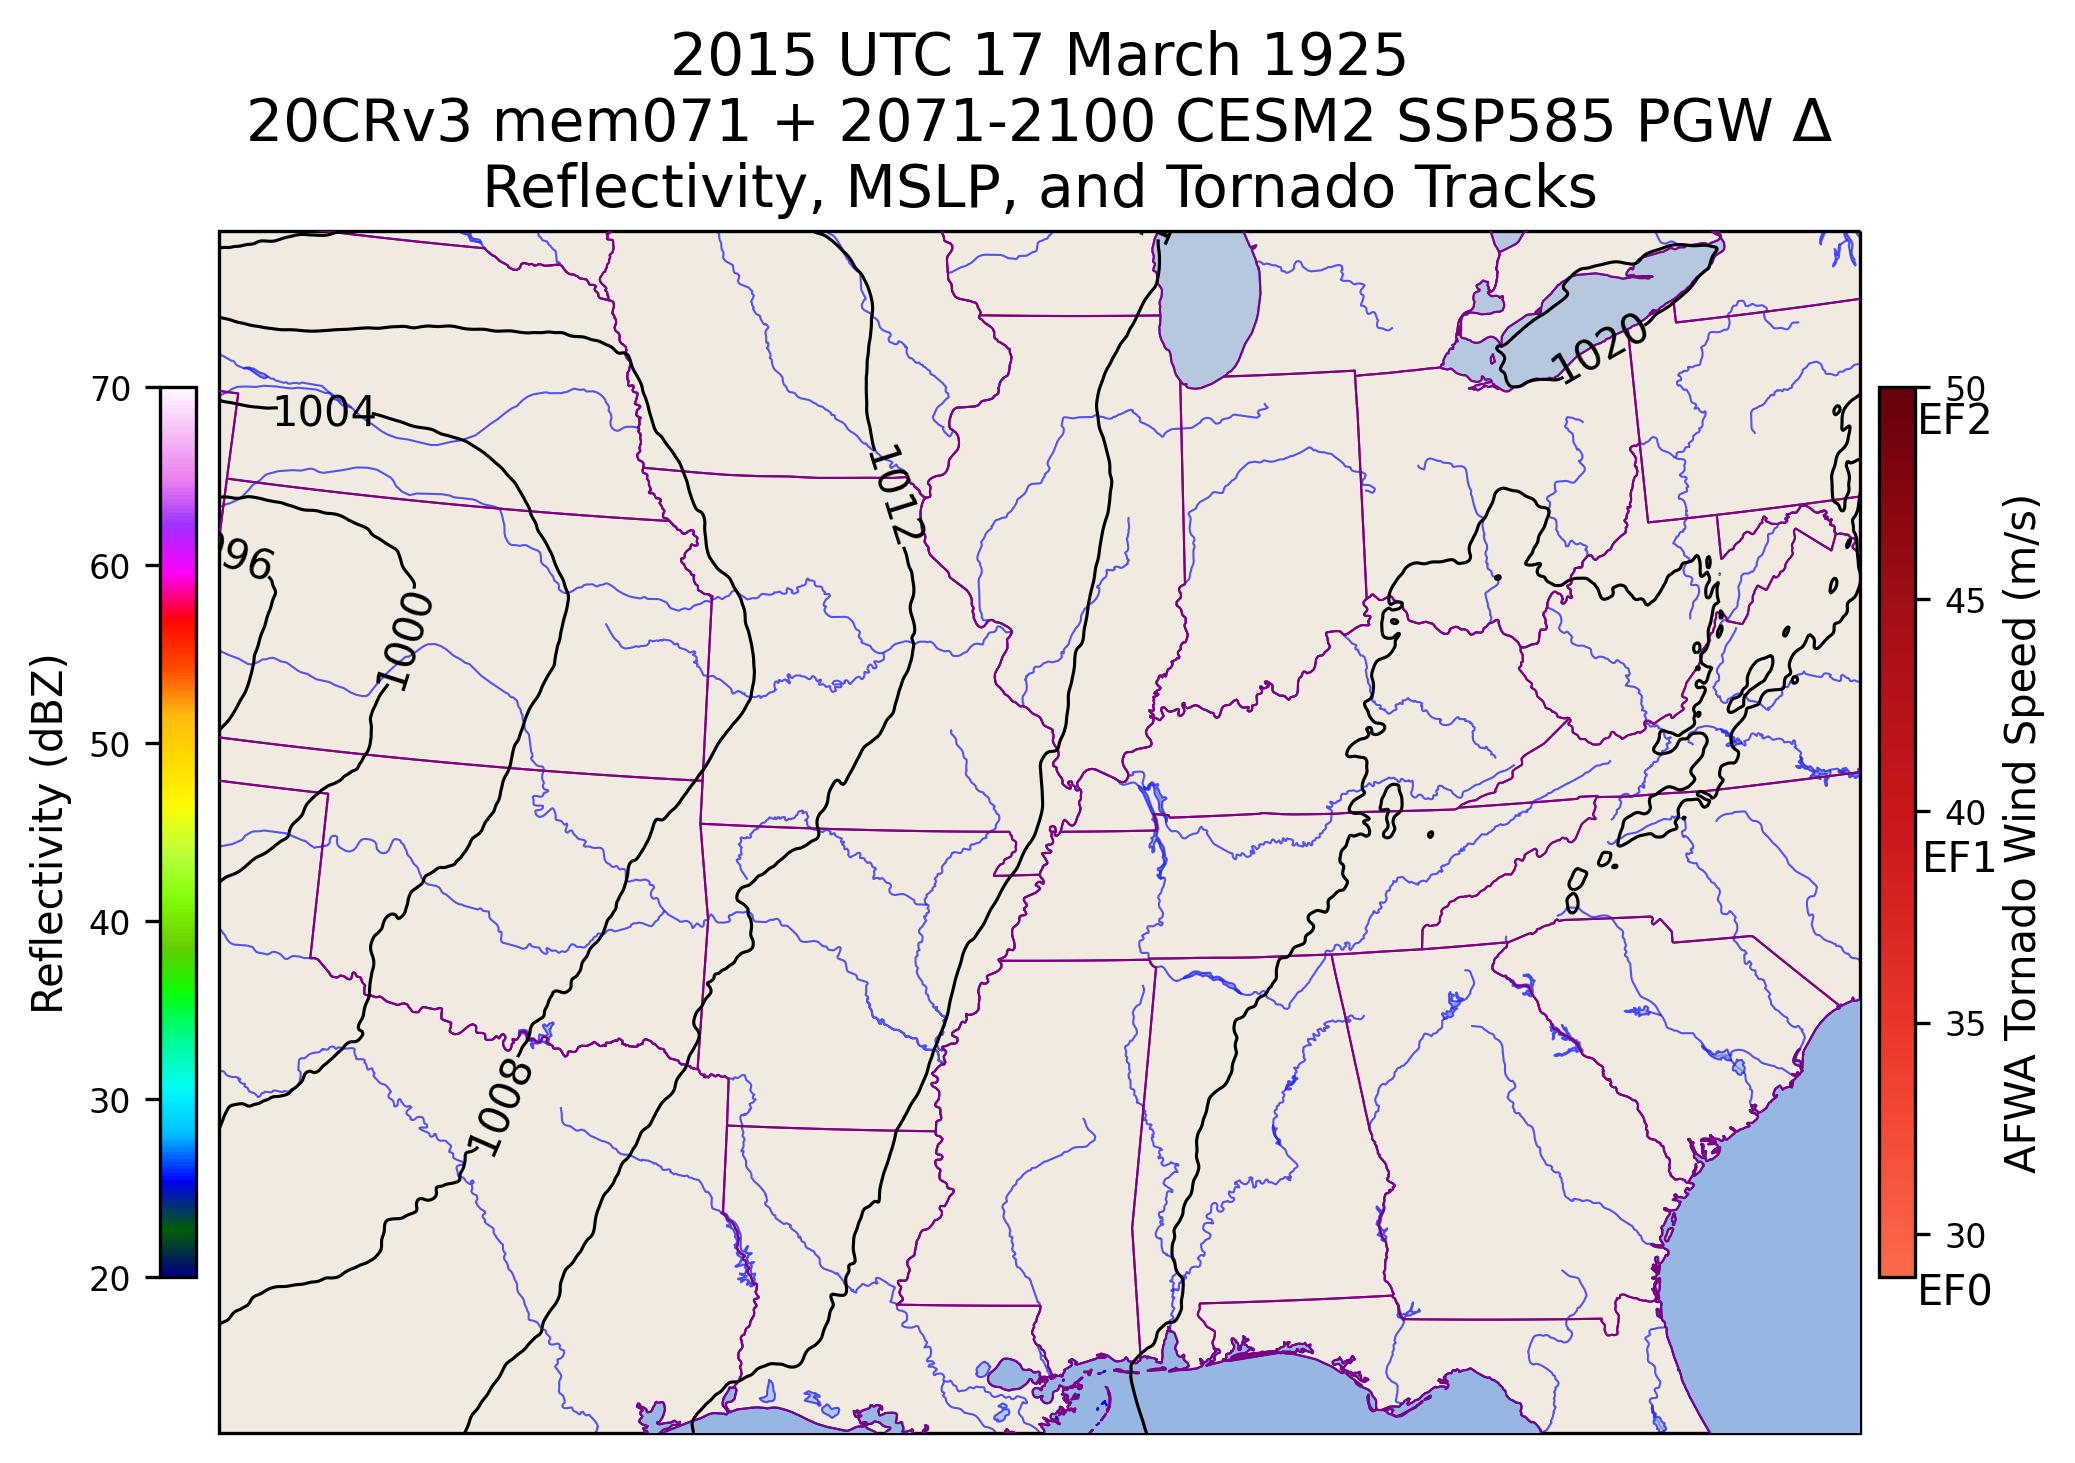 2015 UTC 17 March 1925
20CRv3 mem071 + 2071-2100 CESM2 SSP585 PGW Δ
Reflectivity, MSLP, and Tornado Tracks
Reflectivity (dBZ)
70
60
50
40
30
20
1020
1004
1012
96
1000
1008
50
EF2
45
40
EF1
35
30
EF0
AFWA Tornado Wind Speed (m/s)